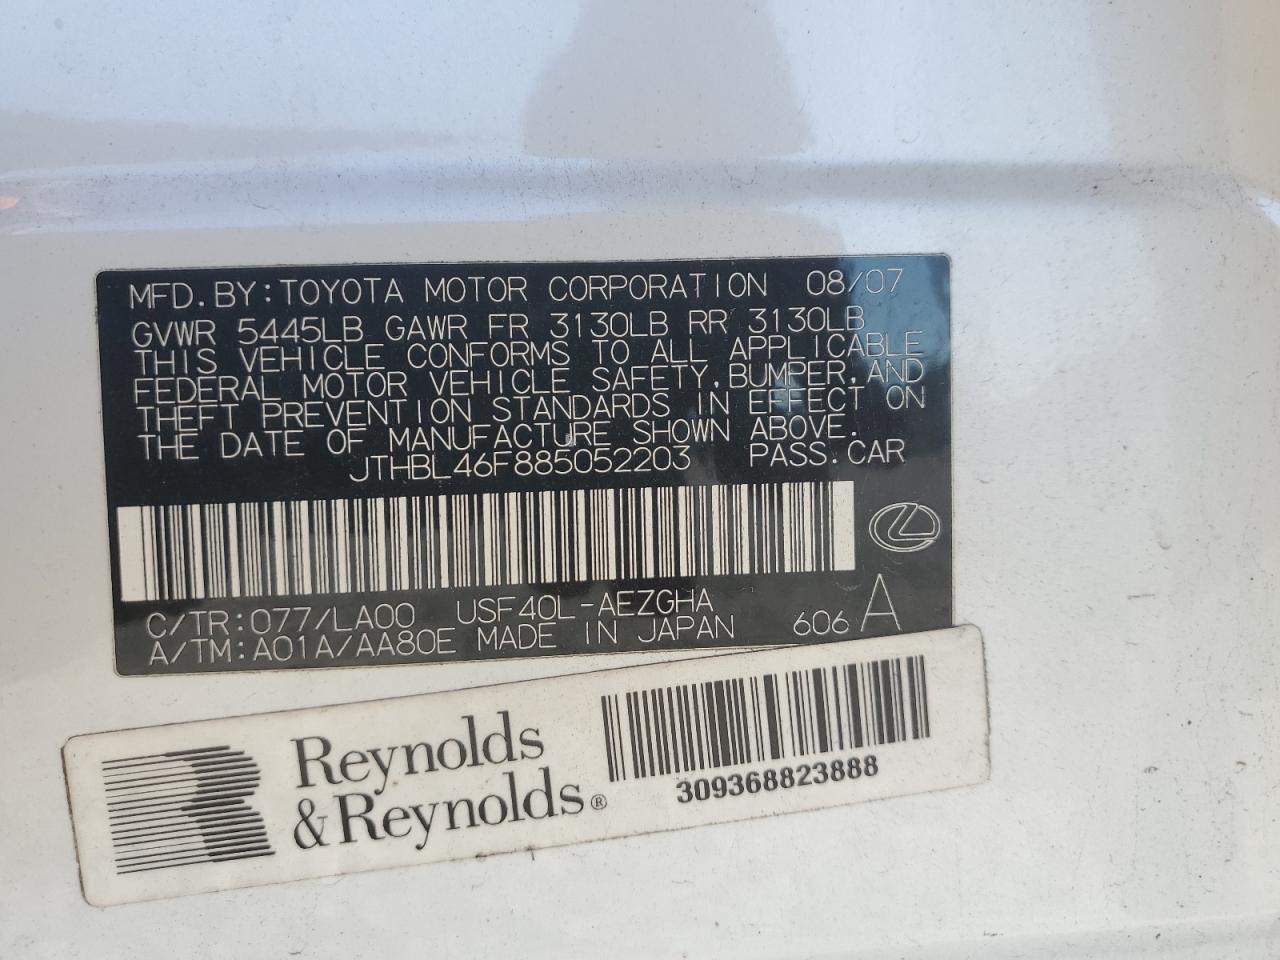 MFD.BY:TOYOTA MOTOR CORPORATION 08/07
GVWR 5445LB GAWR FR 3130LB RR 3130LB
THIS VEHICLE CONFORMS TO ALL APPLICABLE
FEDERAL MOTOR VEHICLE SAFETY,BUMPER,AND
THEFT PREVENTION STANDARDS IN EFFECT ON
THE DATE OF MANUFACTURE SHOWN ABOVE.
JTHBL46F885052203 PASS.CAR
C/TR:077/LA00 USF40L-AEZGHA
A/TM:A01A/AA80E MADE IN JAPAN 606 A
Reynolds
&Reynolds®
309368823888